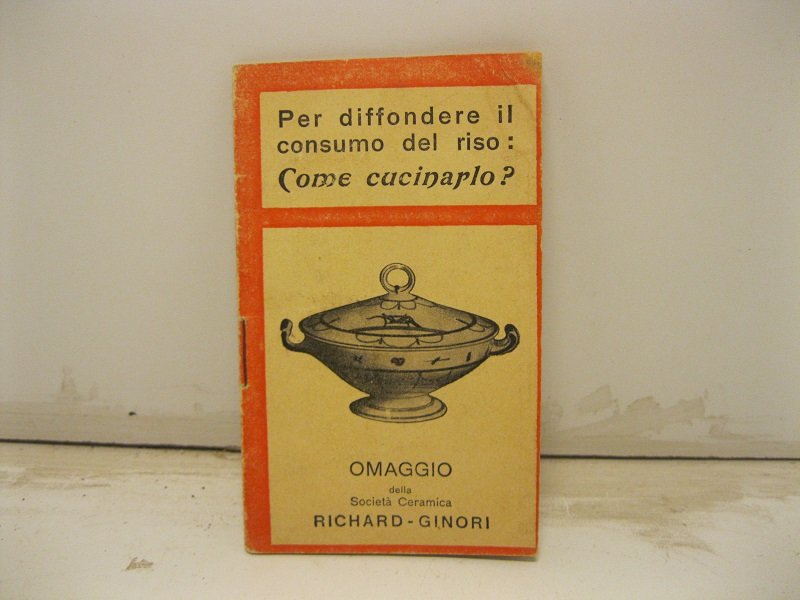 Per diffondere il
consumo del riso:
Come cucinarlo?
OMAGGIO
della
Società Ceramica
RICHARD-GINORI